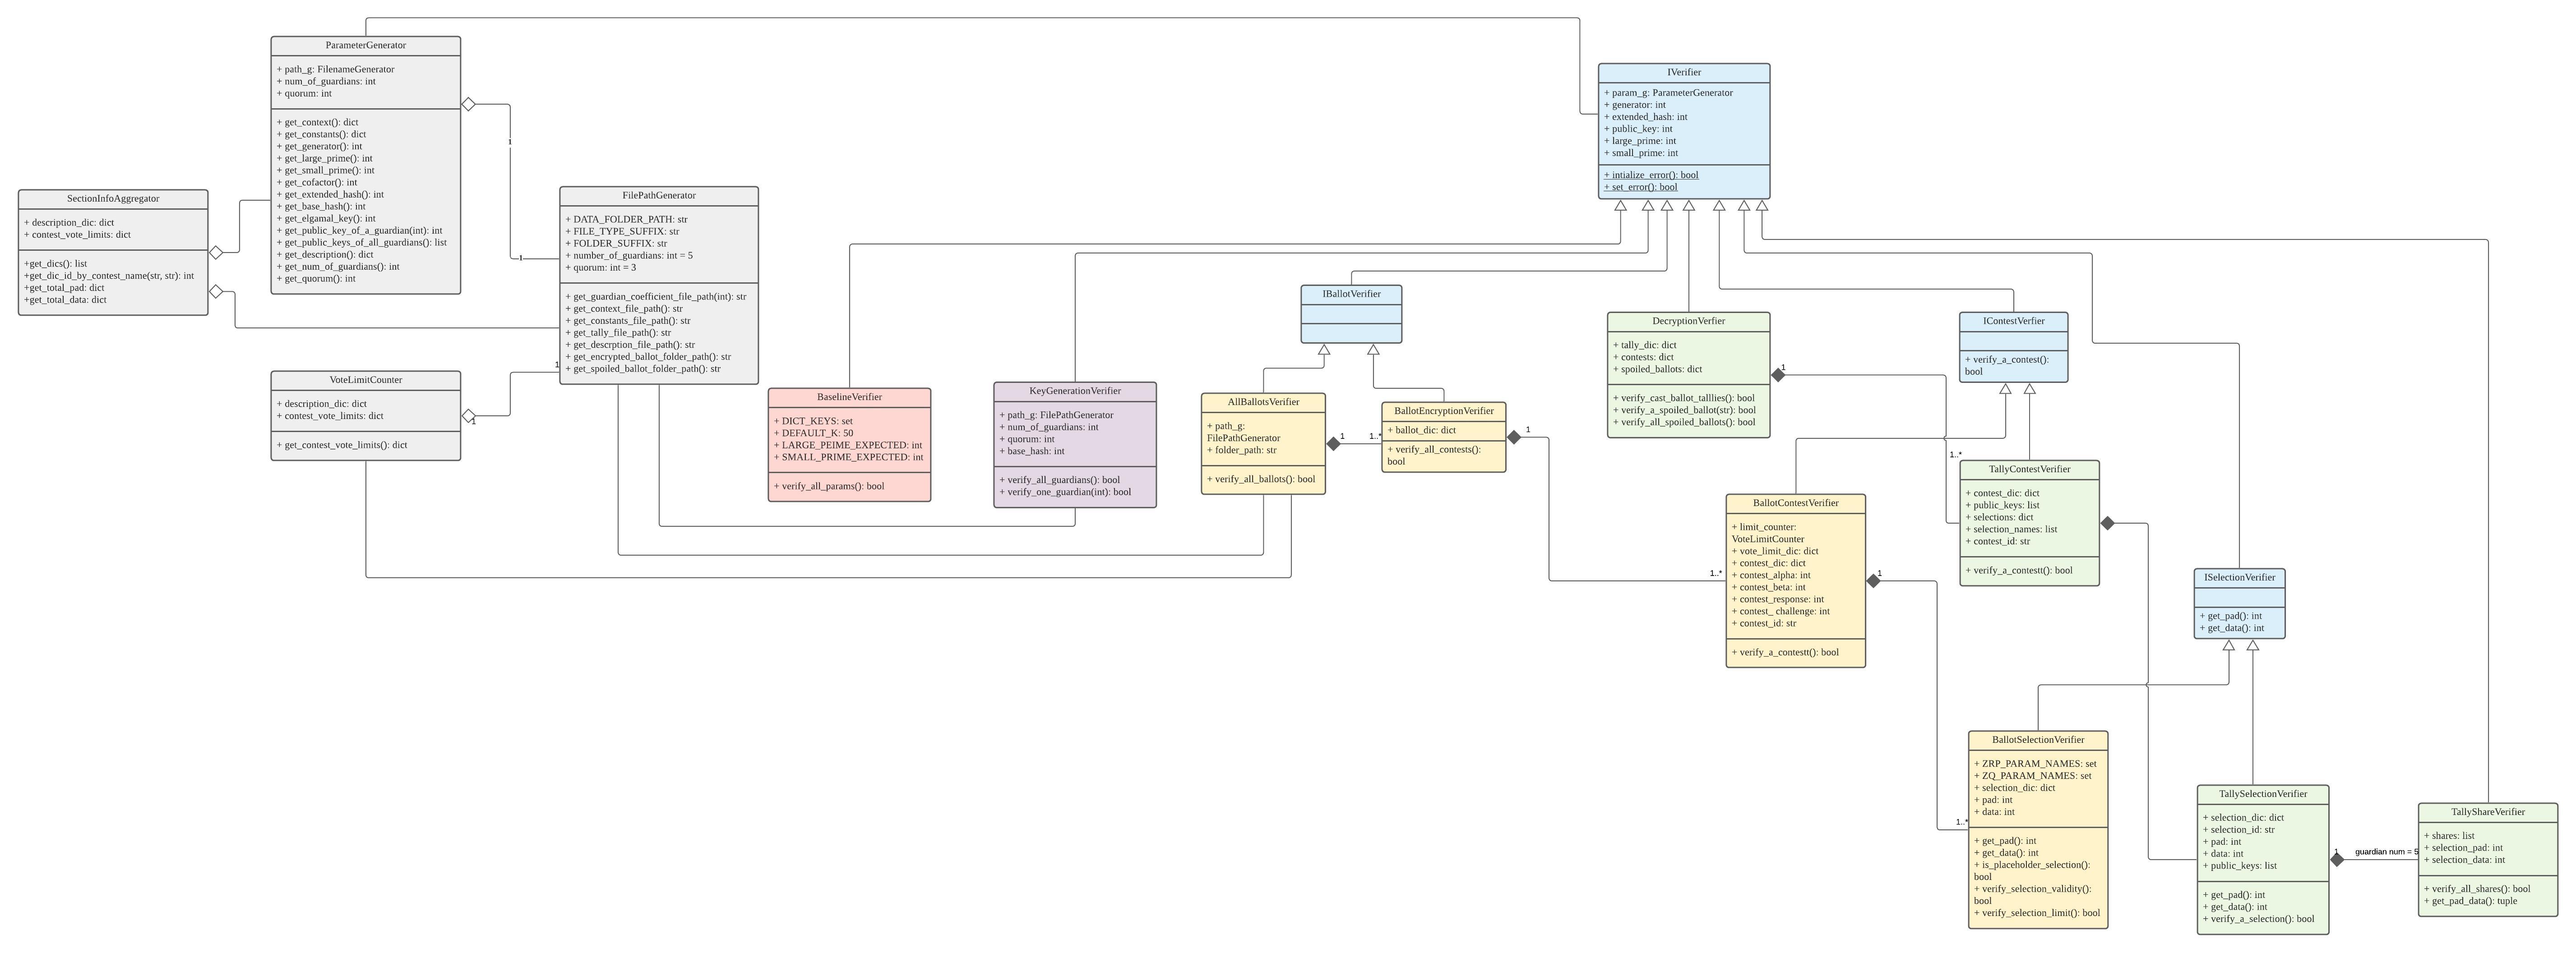 ParameterGenerator
+ path_g: FilenameGenerator
+ num_of_guardians: int
+ quorum: int
+ get_context(): dict
+ get_constants(): dict
+ get_generator(): int
+ get_large_prime(): int
+ get_small_prime(): int
+ get_cofactor(): int
+ get_extended_hash(): int
+ get_base_hash(): int
+ get_elgamal_key(): int
+ get_public_key_of_a_guardian(int): int
+ get_public_keys_of_all_guardians(): list
+ get_description(): dict
+ get_num_of_guardians(): int
+ get_quorum(): int
1
1
SectionInfoAggregator
+ description_dic: dict
+ contest_vote_limits: dict
+get_dics(): list
+get_dic_id_by_contest_name(str, str): int
+get_total_pad: dict
+get_total_data: dict
FilePathGenerator
+ DATA_FOLDER_PATH: str
+ FILE_TYPE_SUFFIX: str
+ FOLDER_SUFFIX: str
+ number_of_guardians: int = 5
+ quorum: int = 3
+ get_guardian_coefficient_file_path(int): str
+ get_context_file_path(): str
+ get_constants_file_path(): str
+ get_tally_file_path(): str
+ get_descrption_file_path(): str
+ get_encrypted_ballot_folder_path(): str
+ get_spoiled_ballot_folder_path(): str
1
VoteLimitCounter
+ description_dic: dict
+ contest_vote_limits: dict
+ get_contest_vote_limits(): dict
1
IVerifier
+ param_g: ParameterGenerator
+ generator: int
+ extended_hash: int
+ public_key: int
+ large_prime: int
+ small_prime: int
+ intialize_error(): bool
+ set_error(): bool
BaselineVerifier
+ DICT_KEYS: set
+ DEFAULT_K: 50
+ LARGE_PEIME_EXPECTED: int
+ SMALL_PRIME_EXPECTED: int
+ verify_all_params(): bool
KeyGenerationVerifier
+ path_g: FilePathGenerator
+ num_of_guardians: int
+ quorum: int
+ base_hash: int
+ verify_all_guardians(): bool
+ verify_one_guardian(int): bool
IBallotVerifier
AllBallotsVerifier
+ path_g:
FilePathGenerator
+ folder_path: str
+ verify_all_ballots(): bool
1
1..*
BallotEncryptionVerifier
+ ballot_dic: dict
+ verify_all_contests():
bool
1
1..*
DecryptionVerfier
+ tally_dic: dict
+ contests: dict
+ spoiled_ballots: dict
+ verify_cast_ballot_talllies(): bool
+ verify_a_spoiled_ballot(str): bool
+ verify_all_spoiled_ballots(): bool
1
1..*
IContestVerfier
+ verify_a_contest():
bool
BallotContestVerifier
+ limit_counter:
VoteLimitCounter
+ vote_limit_dic: dict
+ contest_dic: dict
+ contest_alpha: int
+ contest_beta: int
+ contest_response: int
+ contest_ challenge: int
+ contest_id: str
+ verify_a_contestt(): bool
1
1..*
TallyContestVerifier
+ contest_dic: dict
+ public_keys: list
+ selections: dict
+ selection_names: list
+ contest_id: str
+ verify_a_contestt(): bool
ISelectionVerifier
+ get_pad(): int
+ get_data(): int
BallotSelectionVerifier
+ ZRP_PARAM_NAMES: set
+ ZQ_PARAM_NAMES: set
+ selection_dic: dict
+ pad: int
+ data: int
+ get_pad(): int
+ get_data(): int
+ is_placeholder_selection():
bool
+ verify_selection_validity():
bool
+ verify_selection_limit(): bool
TallySelectionVerifier
+ selection_dic: dict
+ selection_id: str
+ pad: int
+ data: int
+ public_keys: list
+ get_pad(): int
+ get_data(): int
+ verify_a_selection(): bool
1
guardian num = 5
TallyShareVerifier
+ shares: list
+ selection_pad: int
+ selection_data: int
+ verify_all_shares(): bool
+ get_pad_data(): tuple